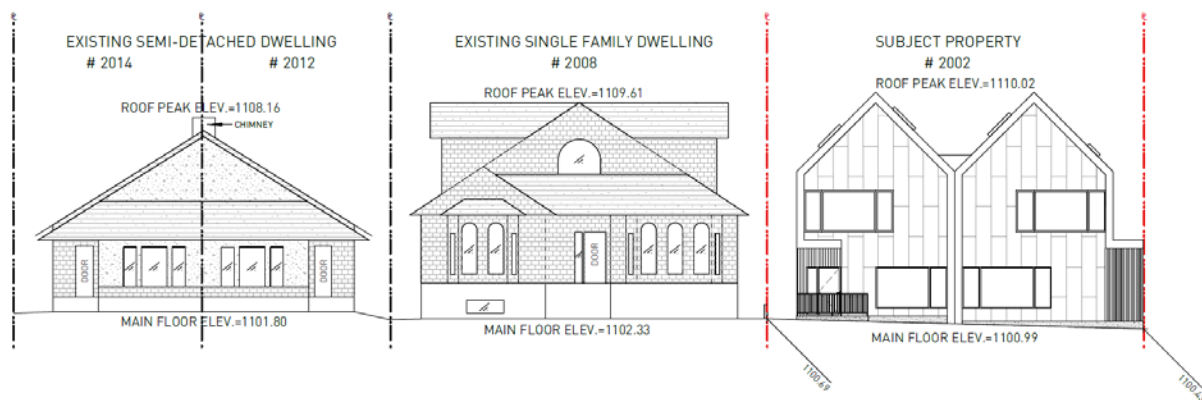 EXISTING SEMI-DETACHED DWELLING
# 2014
# 2012
ROOF PEAK ELEV.=1108.16
CHIMNEY
DOOR
DOOR
MAIN FLOOR ELEV.=1101.80
EXISTING SINGLE FAMILY DWELLING
# 2008
ROOF PEAK ELEV.=1109.61
DOOR
MAIN FLOOR ELEV.=1102.33
SUBJECT PROPERTY
# 2002
ROOF PEAK ELEV.=1110.02
MAIN FLOOR ELEV.=1100.99
1100.69